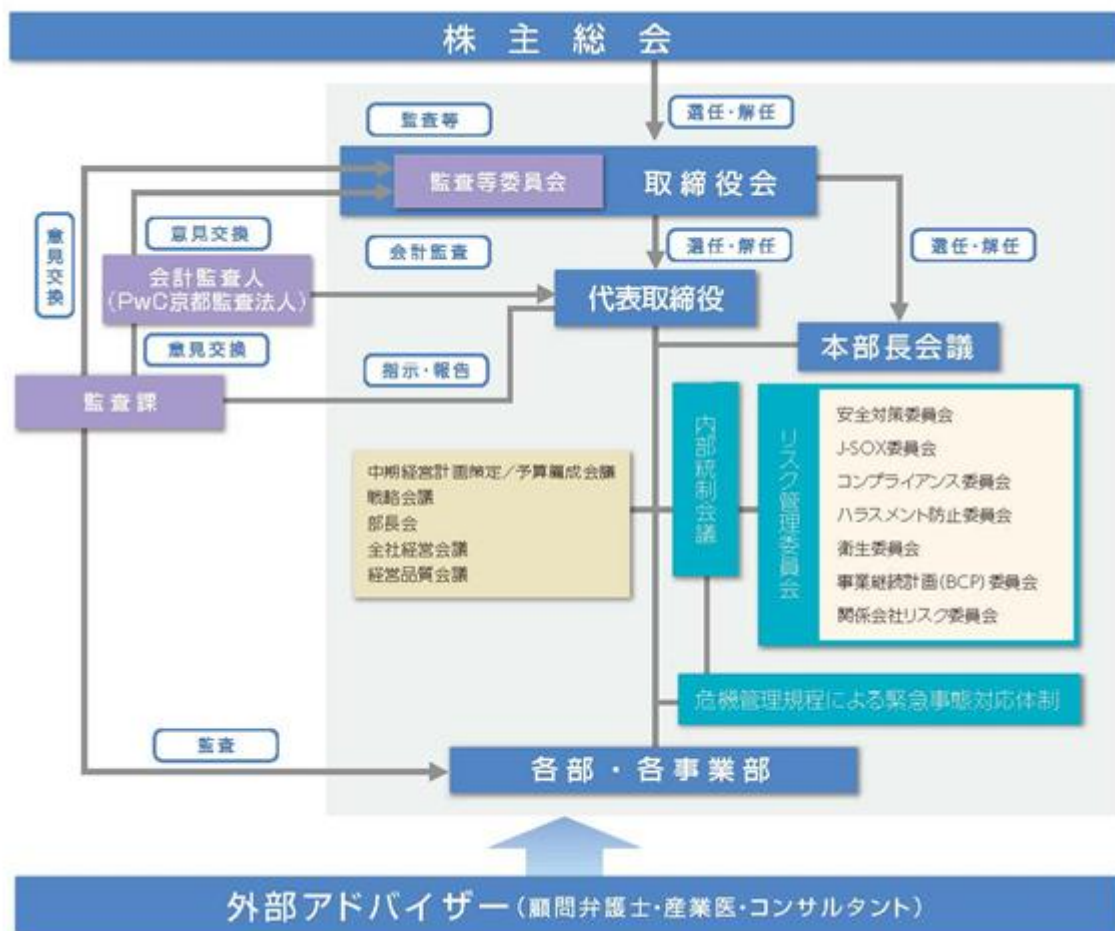 株主総会
監査等
選任・解任
監査等委員会
取締役会
意見交換
意見交換
会計監査
選任・解任
選任・解任
会計監査人
(PwC京都監査法人)
代表取締役
意見交換
本部長会議
指示・報告
監査課
中期経営計画策定／予算編成会議
戦略会議
部長会
全社経営会議
経営品質会議
内部統制会議
リスク管理委員会
安全対策委員会
J-SOX委員会
コンプライアンス委員会
ハラスメント防止委員会
衛生委員会
事業継続計画(BCP)委員会
関係会社リスク委員会
危機管理規程による緊急事態対応体制
監査
各部・各事業部
外部アドバイザー(顧問弁護士・産業医・コンサルタント)